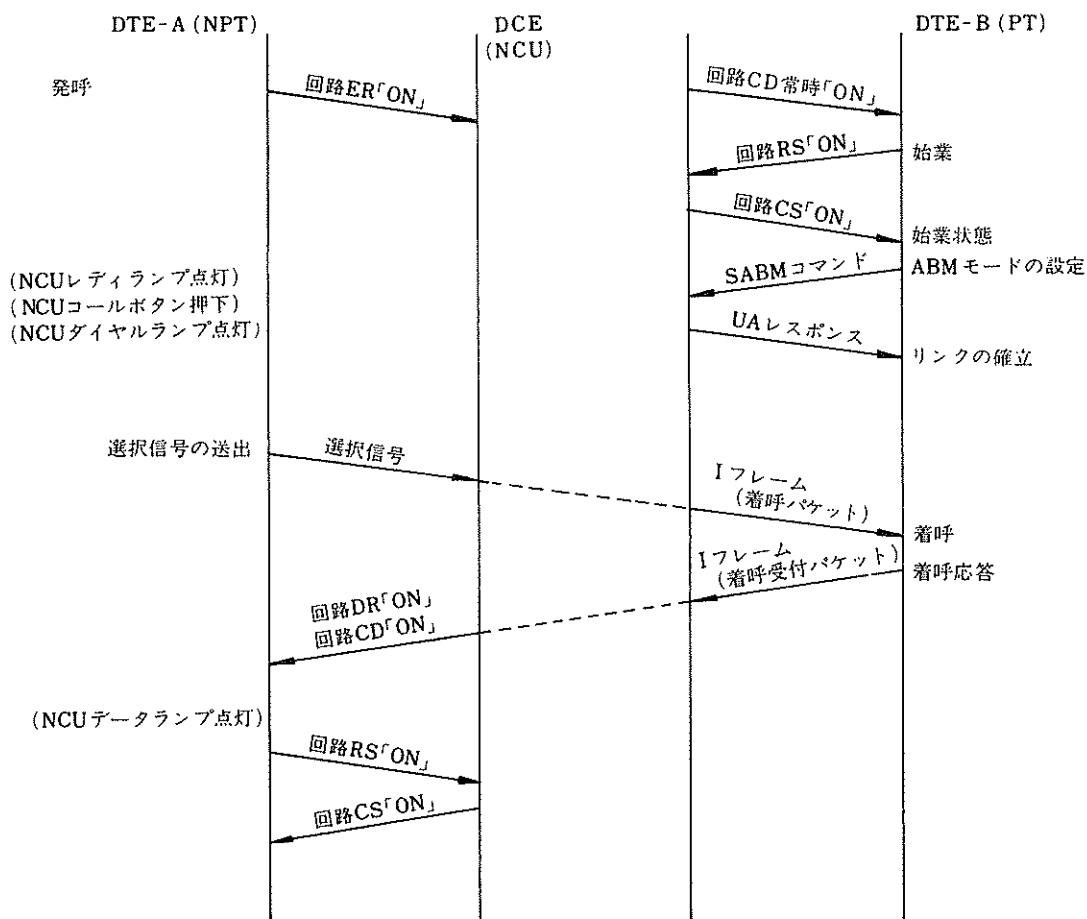 DTE-A (NPT)
DCE
(NCU)
DTE-B (PT)
発呼
回路ER「ON」
回路CD常時「ON」
回路RS「ON」
始業
回路CS「ON」
始業状態
SABMコマンド
ABMモードの設定
(NCUレディランプ点灯)
(NCUコールボタン押下)
(NCUダイヤルランプ点灯)
UAレスポンス
リンクの確立
選択信号の送出
選択信号
Iフレーム
(着呼パケット)
着呼
Iフレーム
(着呼受付パケット)
着呼応答
回路DR「ON」
回路CD「ON」
(NCUデータランプ点灯)
回路RS「ON」
回路CS「ON」